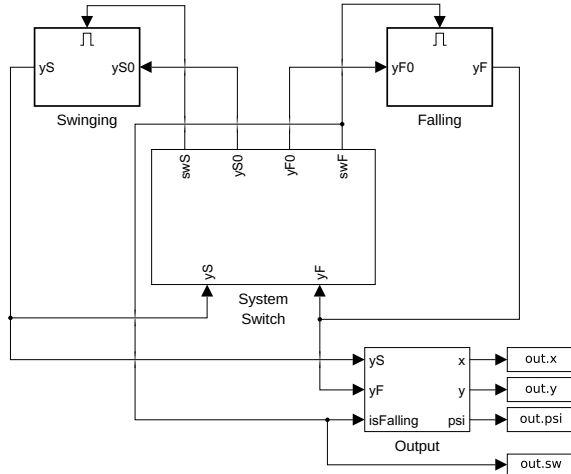 yS yS0
Swinging
yF0 yF
Falling
swS yS0 yF0 swF
yS yF
System
Switch
yS x
yF y
isFalling psi
Output
out.x
out.y
out.psi
out.sw